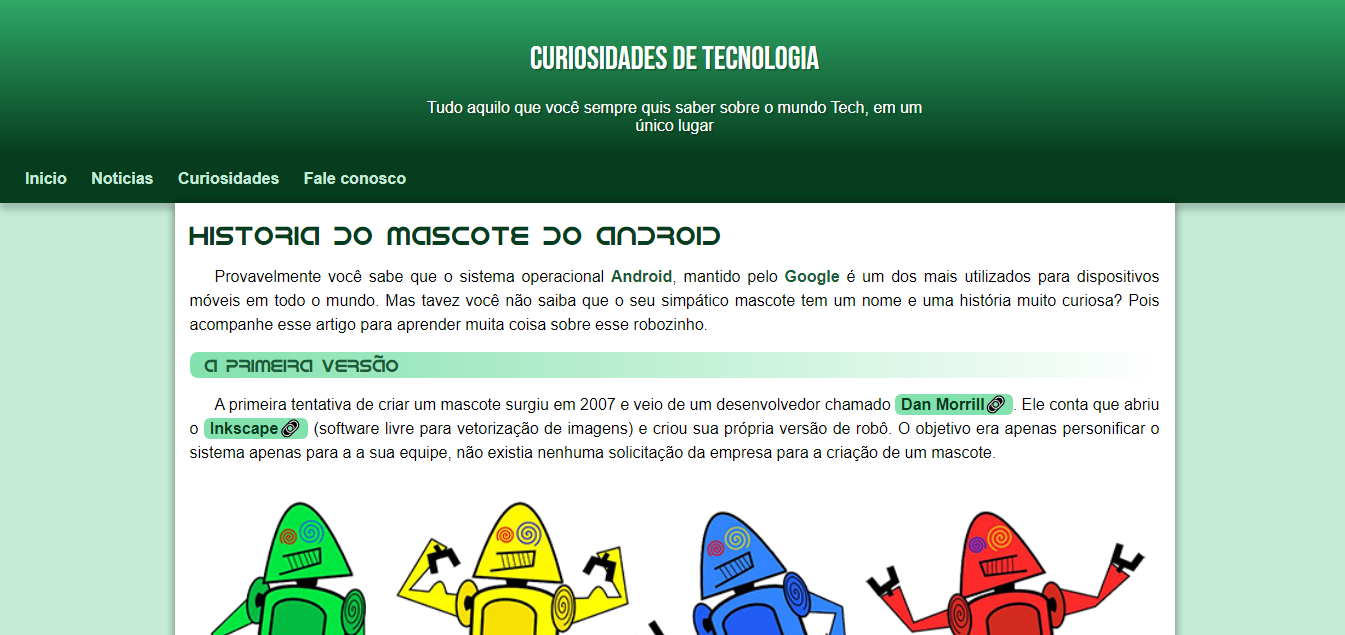 CURIOSIDADES DE TECNOLOGIA
Tudo aquilo que você sempre quis saber sobre o mundo Tech, em um
único lugar
Inicio Noticias Curiosidades Fale conosco
HISTORIA DO MASCOTE DO ANDROID
Provavelmente você sabe que o sistema operacional Android, mantido pelo Google é um dos mais utilizados para dispositivos
móveis em todo o mundo. Mas tavez você não saiba que o seu simpático mascote tem um nome e uma história muito curiosa? Pois
acompanhe esse artigo para aprender muita coisa sobre esse robozinho.
A PRIMEIRA VERSÃO
A primeira tentativa de criar um mascote surgiu em 2007 e veio de um desenvolvedor chamado Dan Morrill. Ele conta que abriu
o Inkscape (software livre para vetorização de imagens) e criou sua própria versão de robô. O objetivo era apenas personificar o
sistema apenas para a a sua equipe, não existia nenhuma solicitação da empresa para a criação de um mascote.